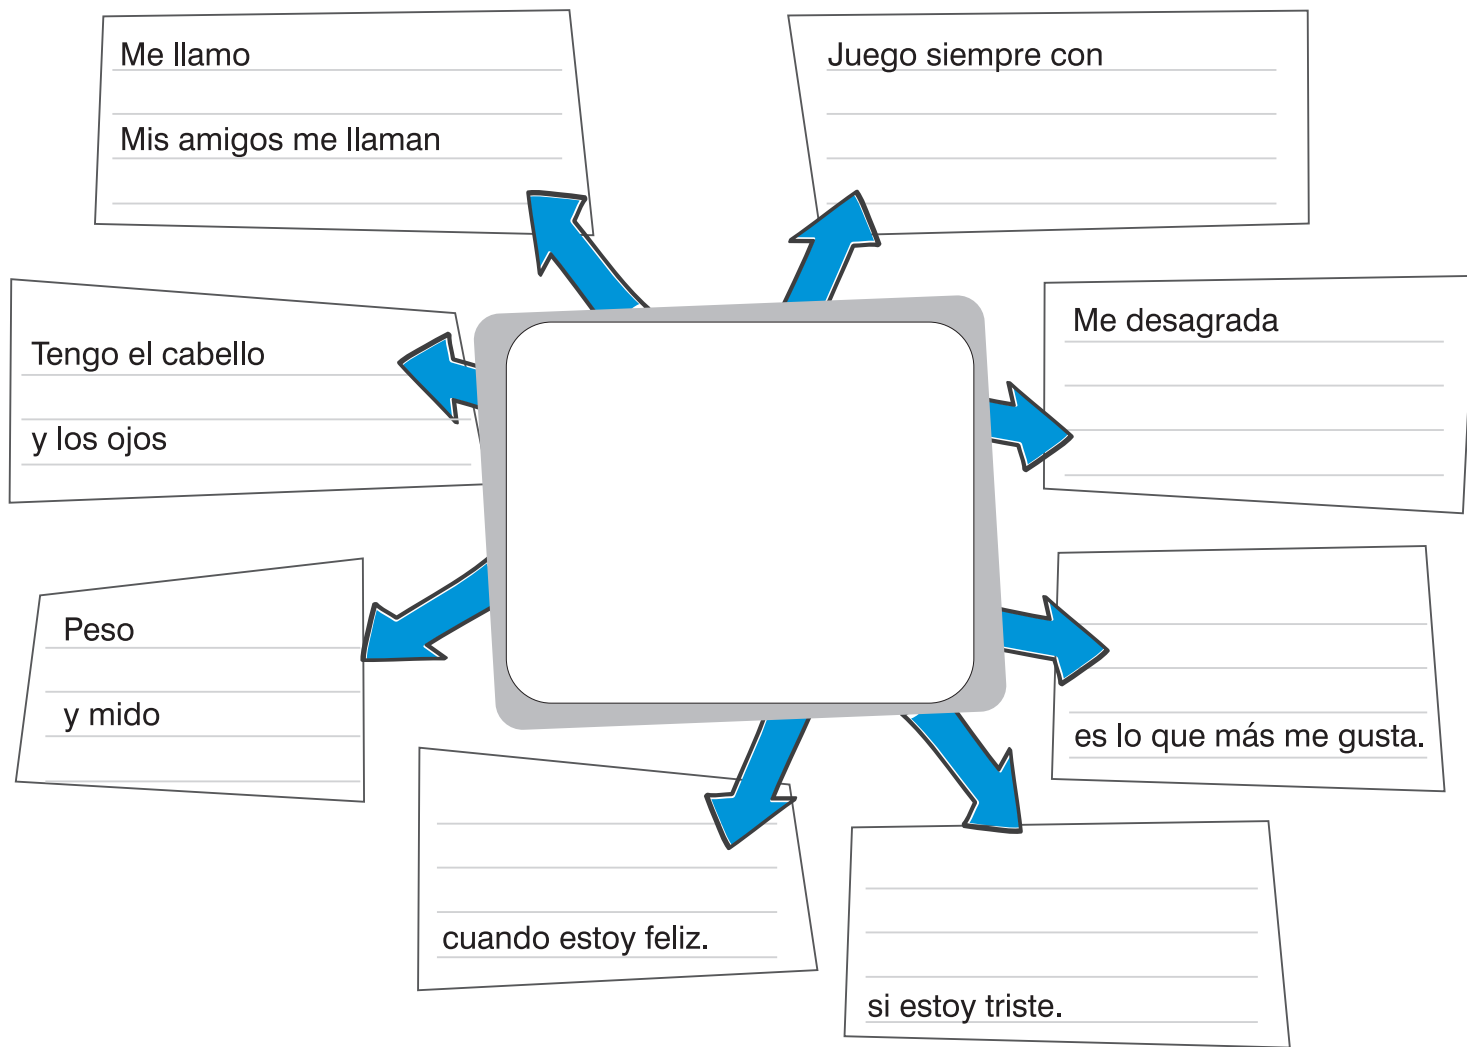 Me llamo
Mis amigos me llaman
Juego siempre con
Tengo el cabello
y los ojos
Me desagrada
Peso
y mido
es lo que más me gusta.
cuando estoy feliz.
si estoy triste.